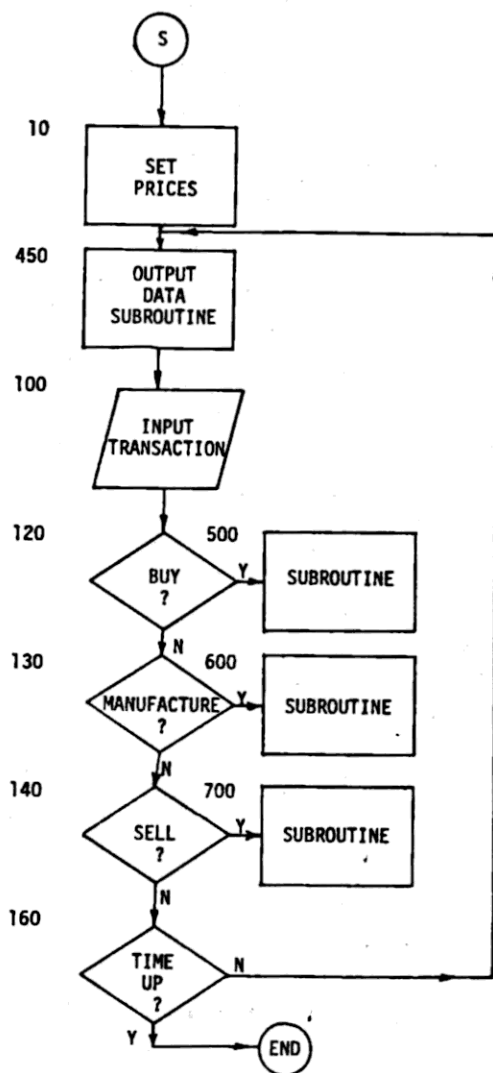 S
10
SET
PRICES
450
OUTPUT
DATA
SUBROUTINE
100
INPUT
TRANSACTION
120
500
BUY
?
Y
SUBROUTINE
N
130
600
MANUFACTURE
?
Y
SUBROUTINE
N
140
700
SELL
?
Y
SUBROUTINE
N
160
TIME
UP
?
N
Y
END